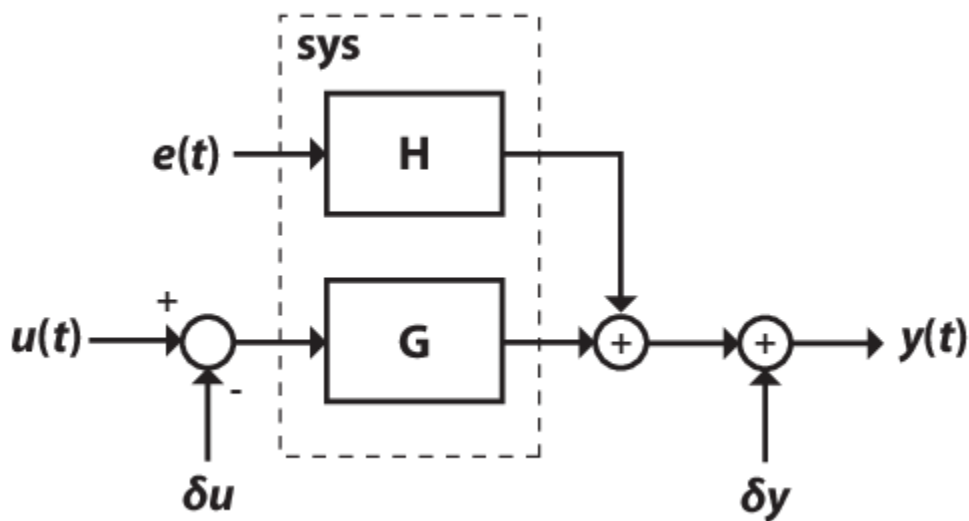 sys
e(t)
H
+
u(t)
G
+
+
y(t)
-
δu
δy